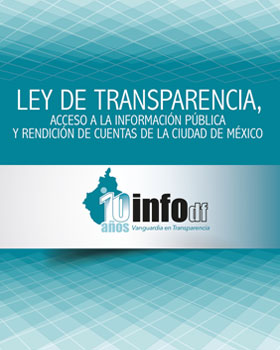 LEY DE TRANSPARENCIA,
ACCESO A LA INFORMACIÓN PÚBLICA
Y RENDICIÓN DE CUENTAS DE LA CIUDAD DE MÉXICO
10 infodf
años Vanguardia en Transparencia